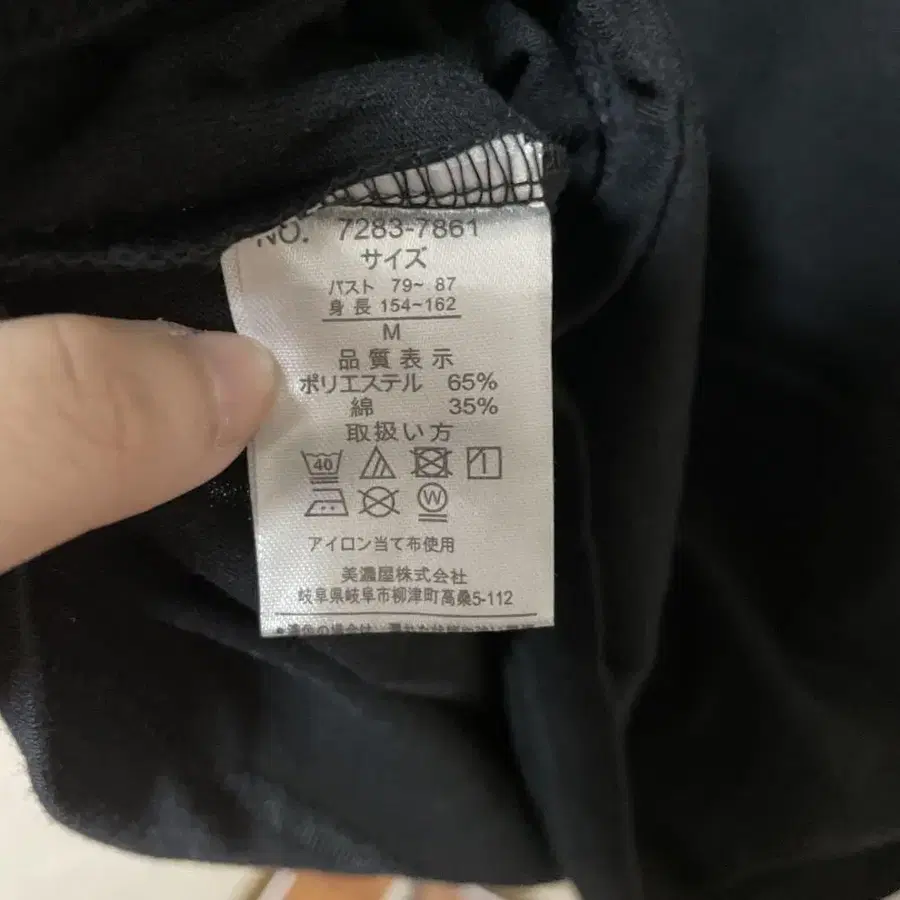 NO. 7283-7861
サイズ
バスト 79~ 87
身長 154~162
M
品質表示
ポリエステル 65%
綿 35%
取扱い方
40
W
アイロン当て布使用
美濃屋株式会社
岐阜県岐阜市柳津町高桑5-112